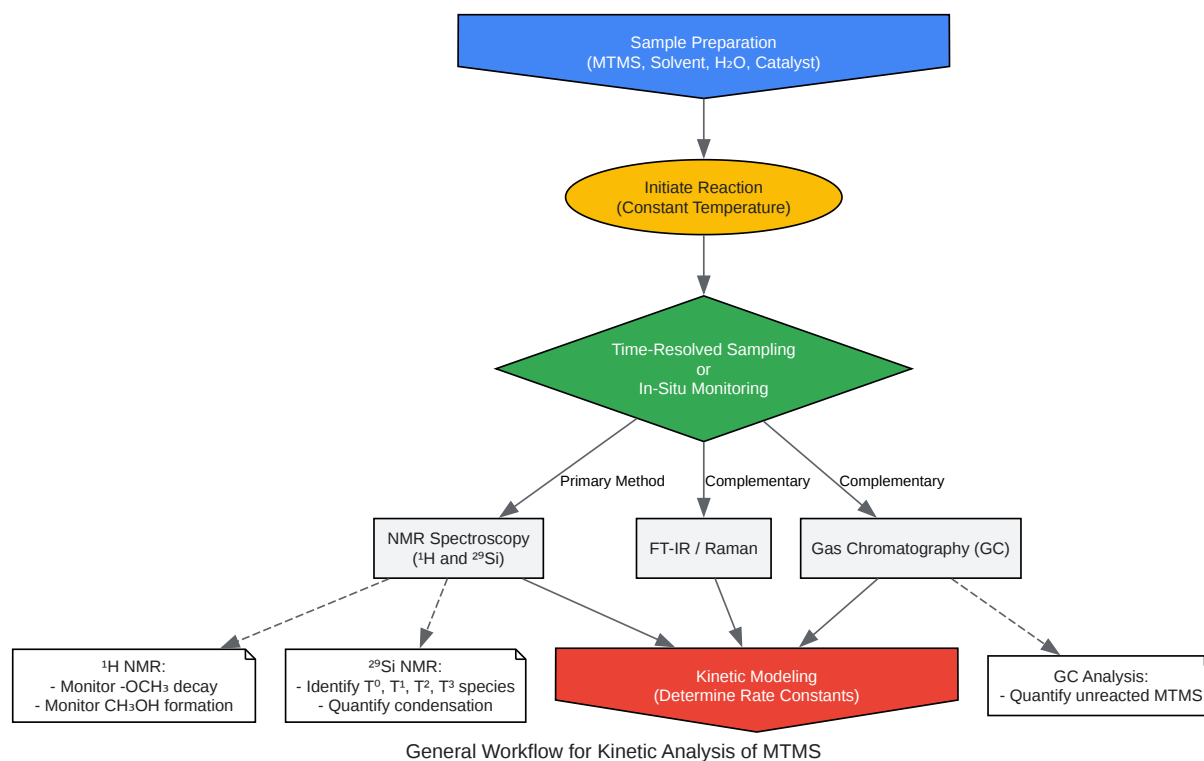 Sample Preparation
(MTMS, Solvent, H₂O, Catalyst)
Initiate Reaction
(Constant Temperature)
Time-Resolved Sampling
or
In-Situ Monitoring
Primary Method
Complementary
Complementary
NMR Spectroscopy
(¹H and ²⁹Si)
FT-IR / Raman
Gas Chromatography (GC)
¹H NMR:
- Monitor -OCH₃ decay
- Monitor CH₃OH formation
²⁹Si NMR:
- Identify T⁰, T¹, T², T³ species
- Quantify condensation
Kinetic Modeling
(Determine Rate Constants)
GC Analysis:
- Quantify unreacted MTMS
General Workflow for Kinetic Analysis of MTMS